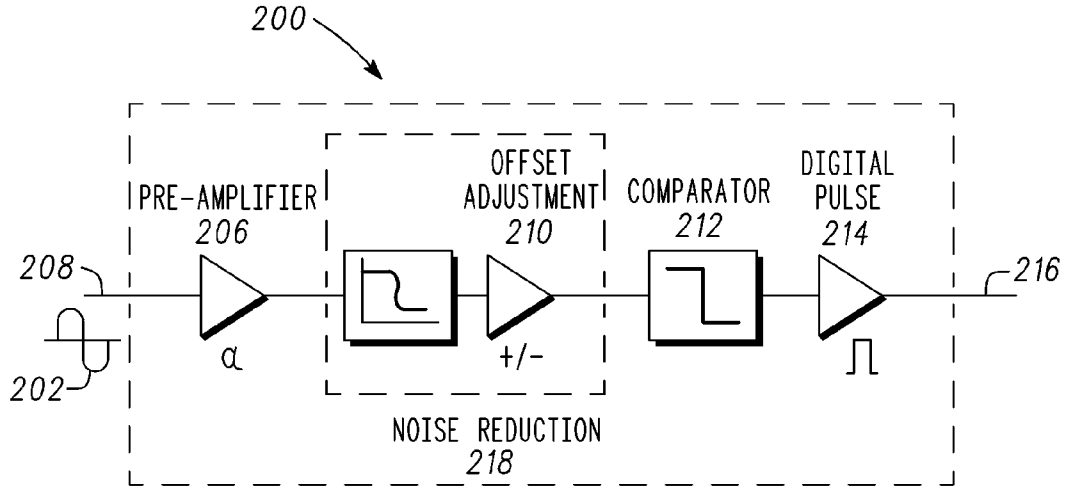 200
PRE-AMPLIFIER
206
OFFSET
ADJUSTMENT
210
COMPARATOR
212
DIGITAL
PULSE
214
208
216
202
α
+/-
NOISE REDUCTION
218